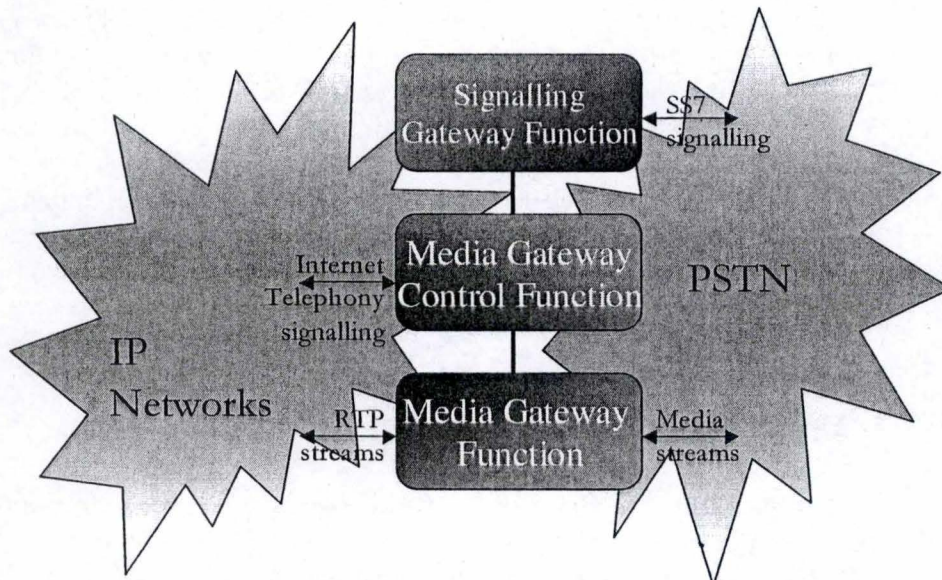 Signalling
Gateway Function
SS7
signalling
Media Gateway
Control Function
Internet
Telephony
signalling
PSTN
IP
Networks
Media Gateway
Function
RTP
streams
Media
streams